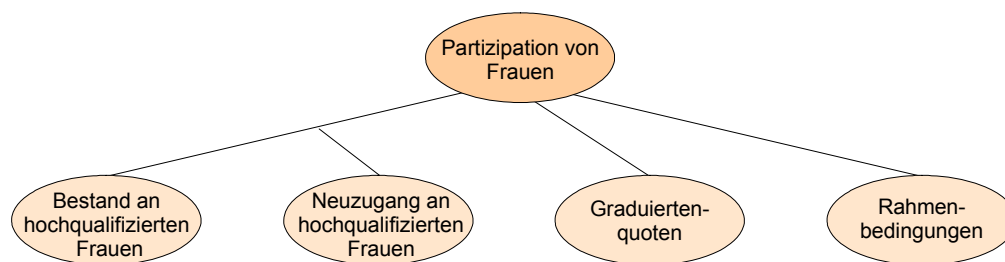 Partizipation von
Frauen
Bestand an
hochqualifizierten
Frauen
Neuzugang an
hochqualifizierten
Frauen
Graduierten-
quoten
Rahmen-
bedingungen